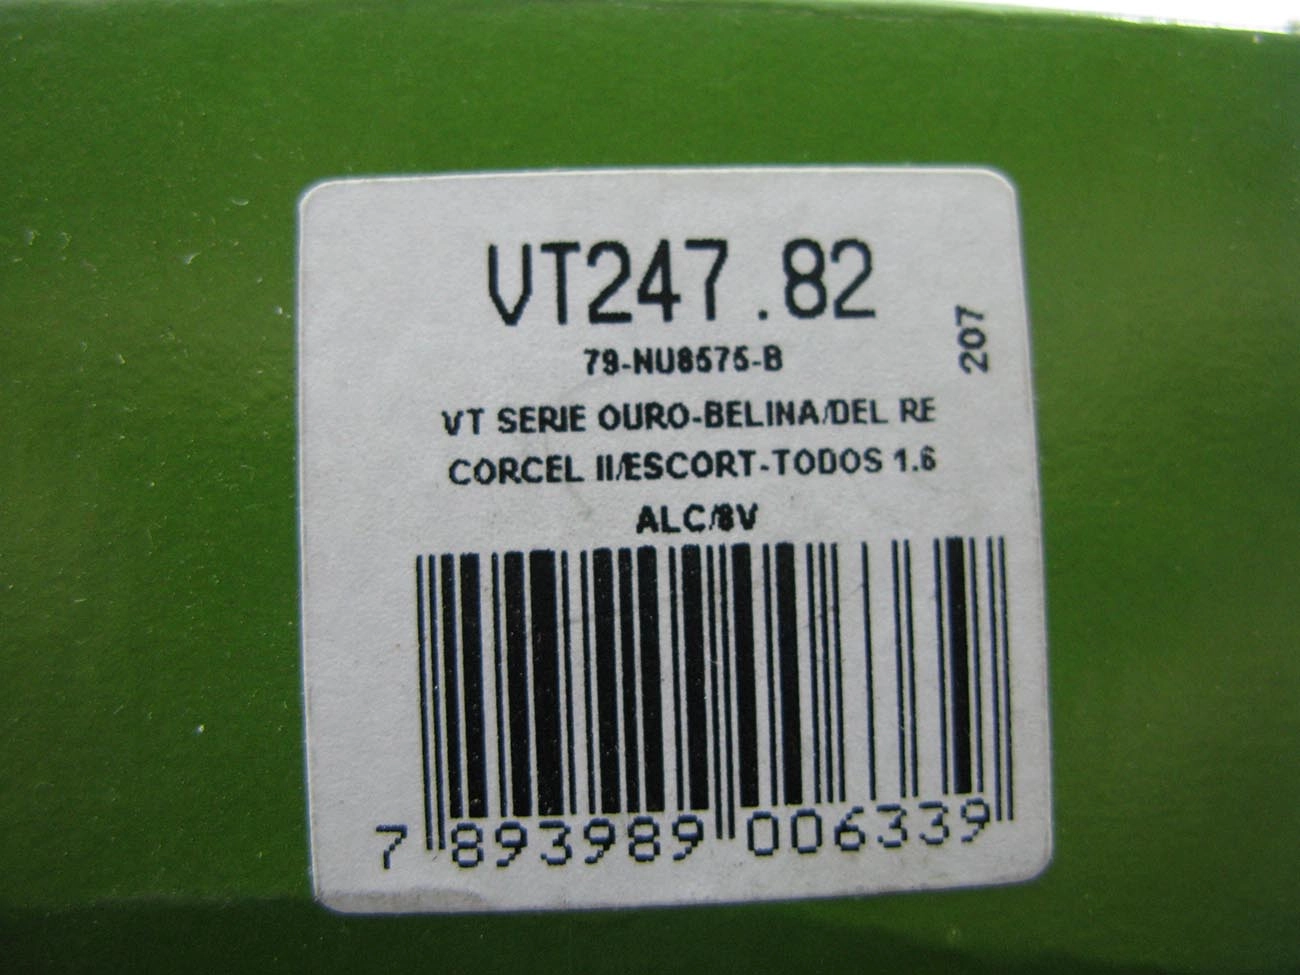 VT247.82
207
79-NU8575-B
VT SERIE OURO-BELINA/DEL RE
CORCEL II/ESCORT-TODOS 1.6
ALC/8V
7 893989 006339